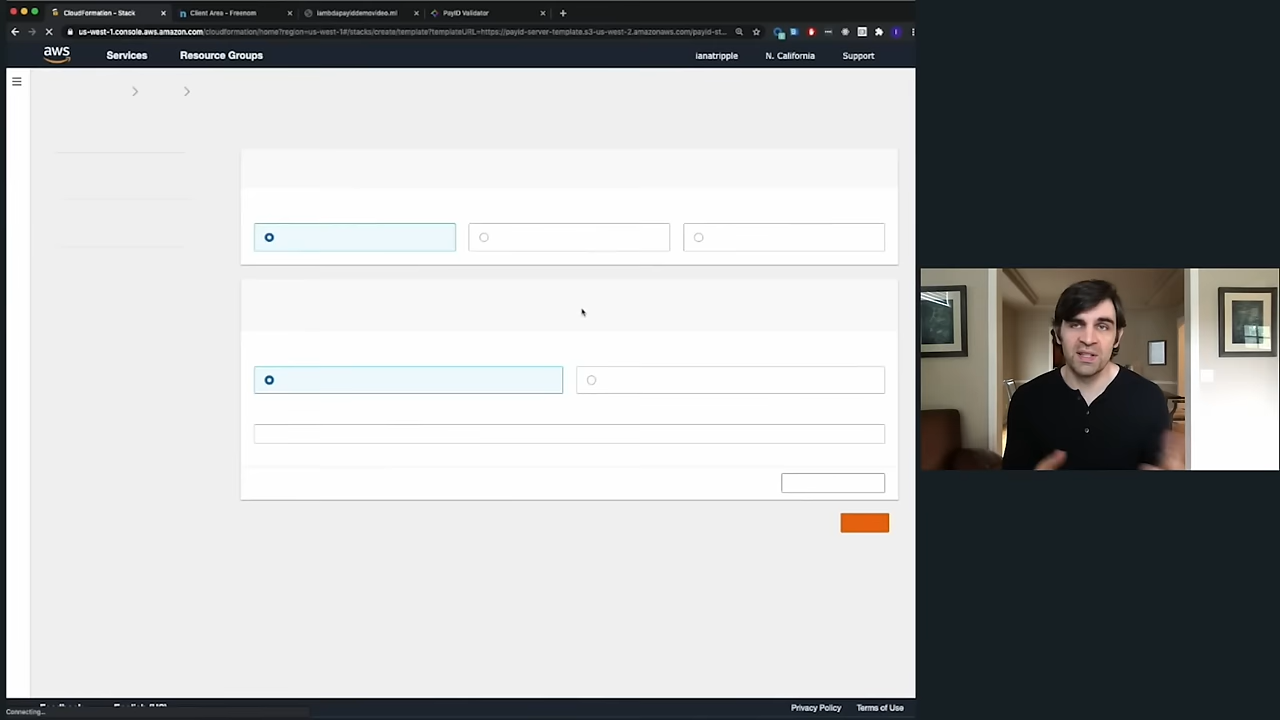 CloudFormation - Stack
Client Area - Freenom
lambdapayiddemovideo.ml
PayID Validator
us-west-1.console.aws.amazon.com/cloudformation/home?region=us-west-1#/stacks/create/template?templateURL=https://payid-server-template.s3-us-west-2.amazonaws.com/payid-st...
aws
Services
Resource Groups
ianatripple
N. California
Support
Privacy Policy
Terms of Use
Connecting...